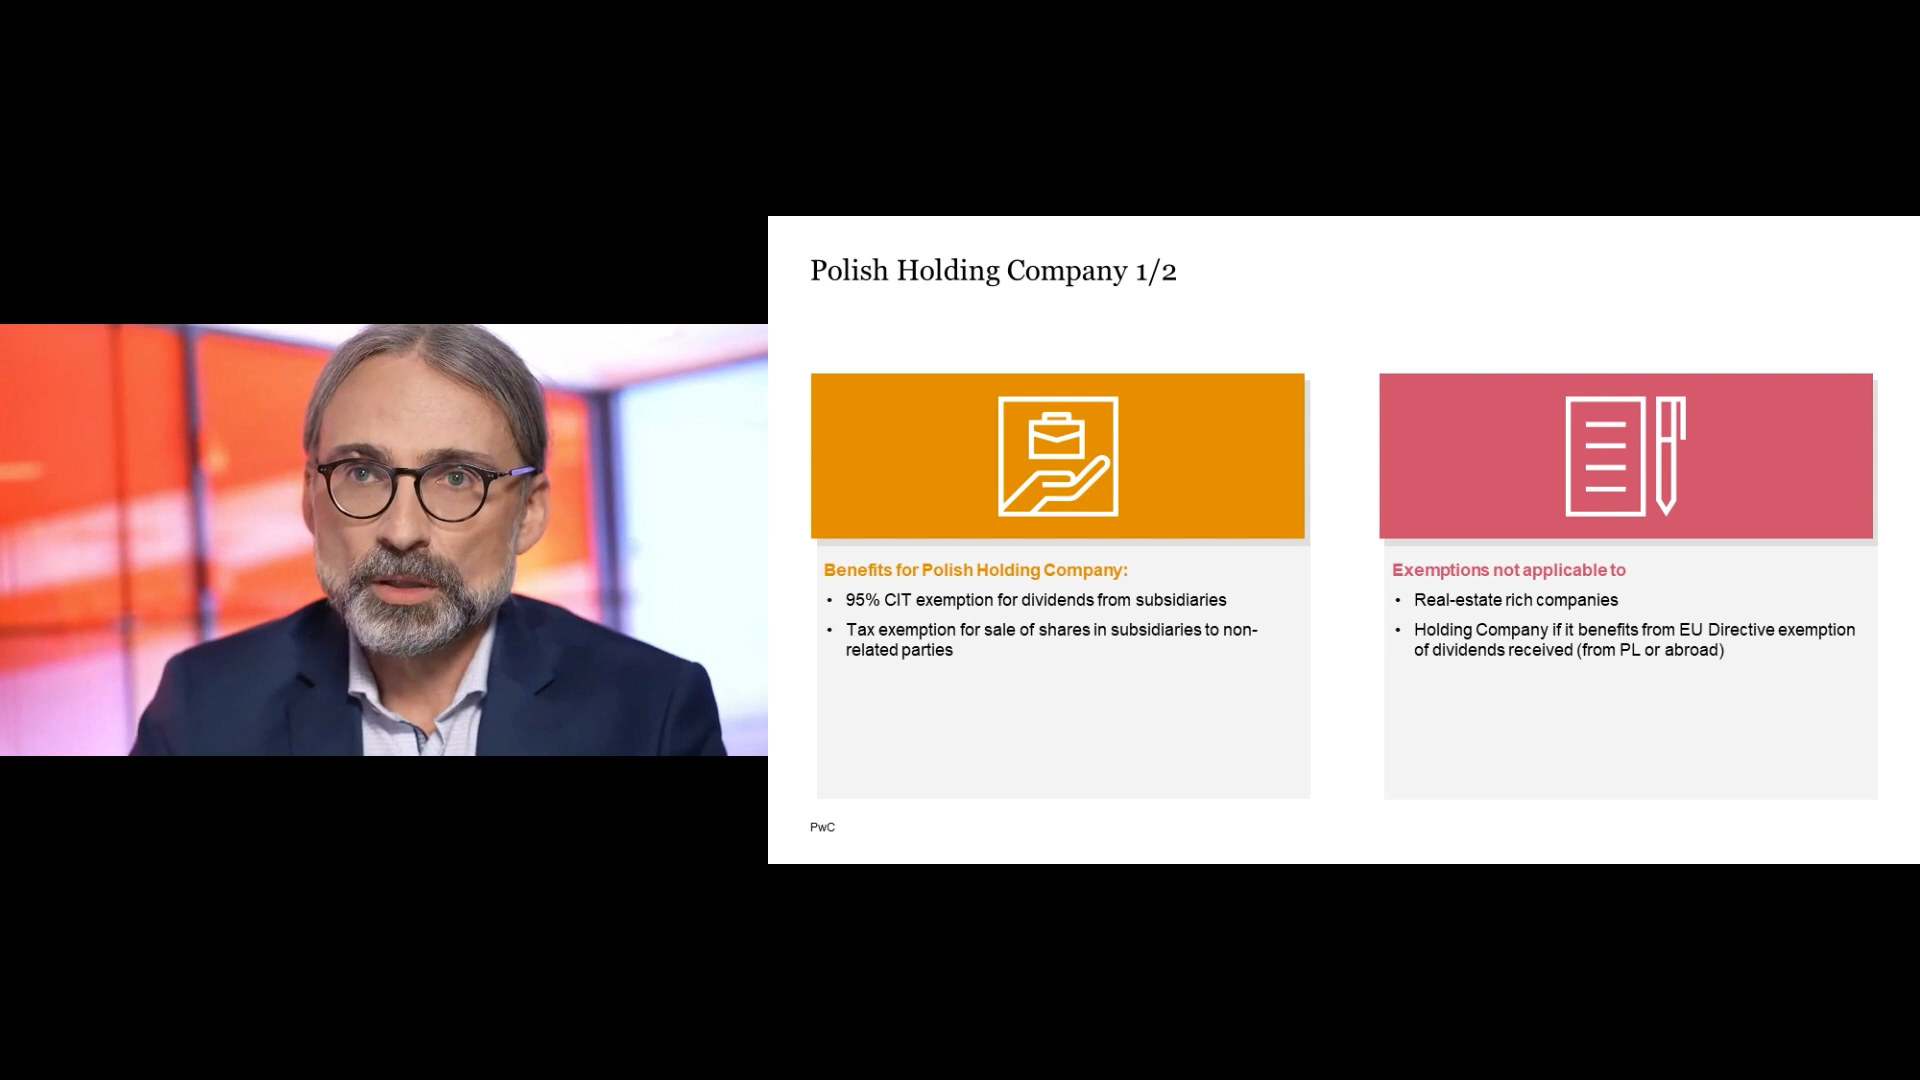 Polish Holding Company 1/2
Benefits for Polish Holding Company:
• 95% CIT exemption for dividends from subsidiaries
• Tax exemption for sale of shares in subsidiaries to non-
related parties
Exemptions not applicable to
• Real-estate rich companies
• Holding Company if it benefits from EU Directive exemption
of dividends received (from PL or abroad)
PwC